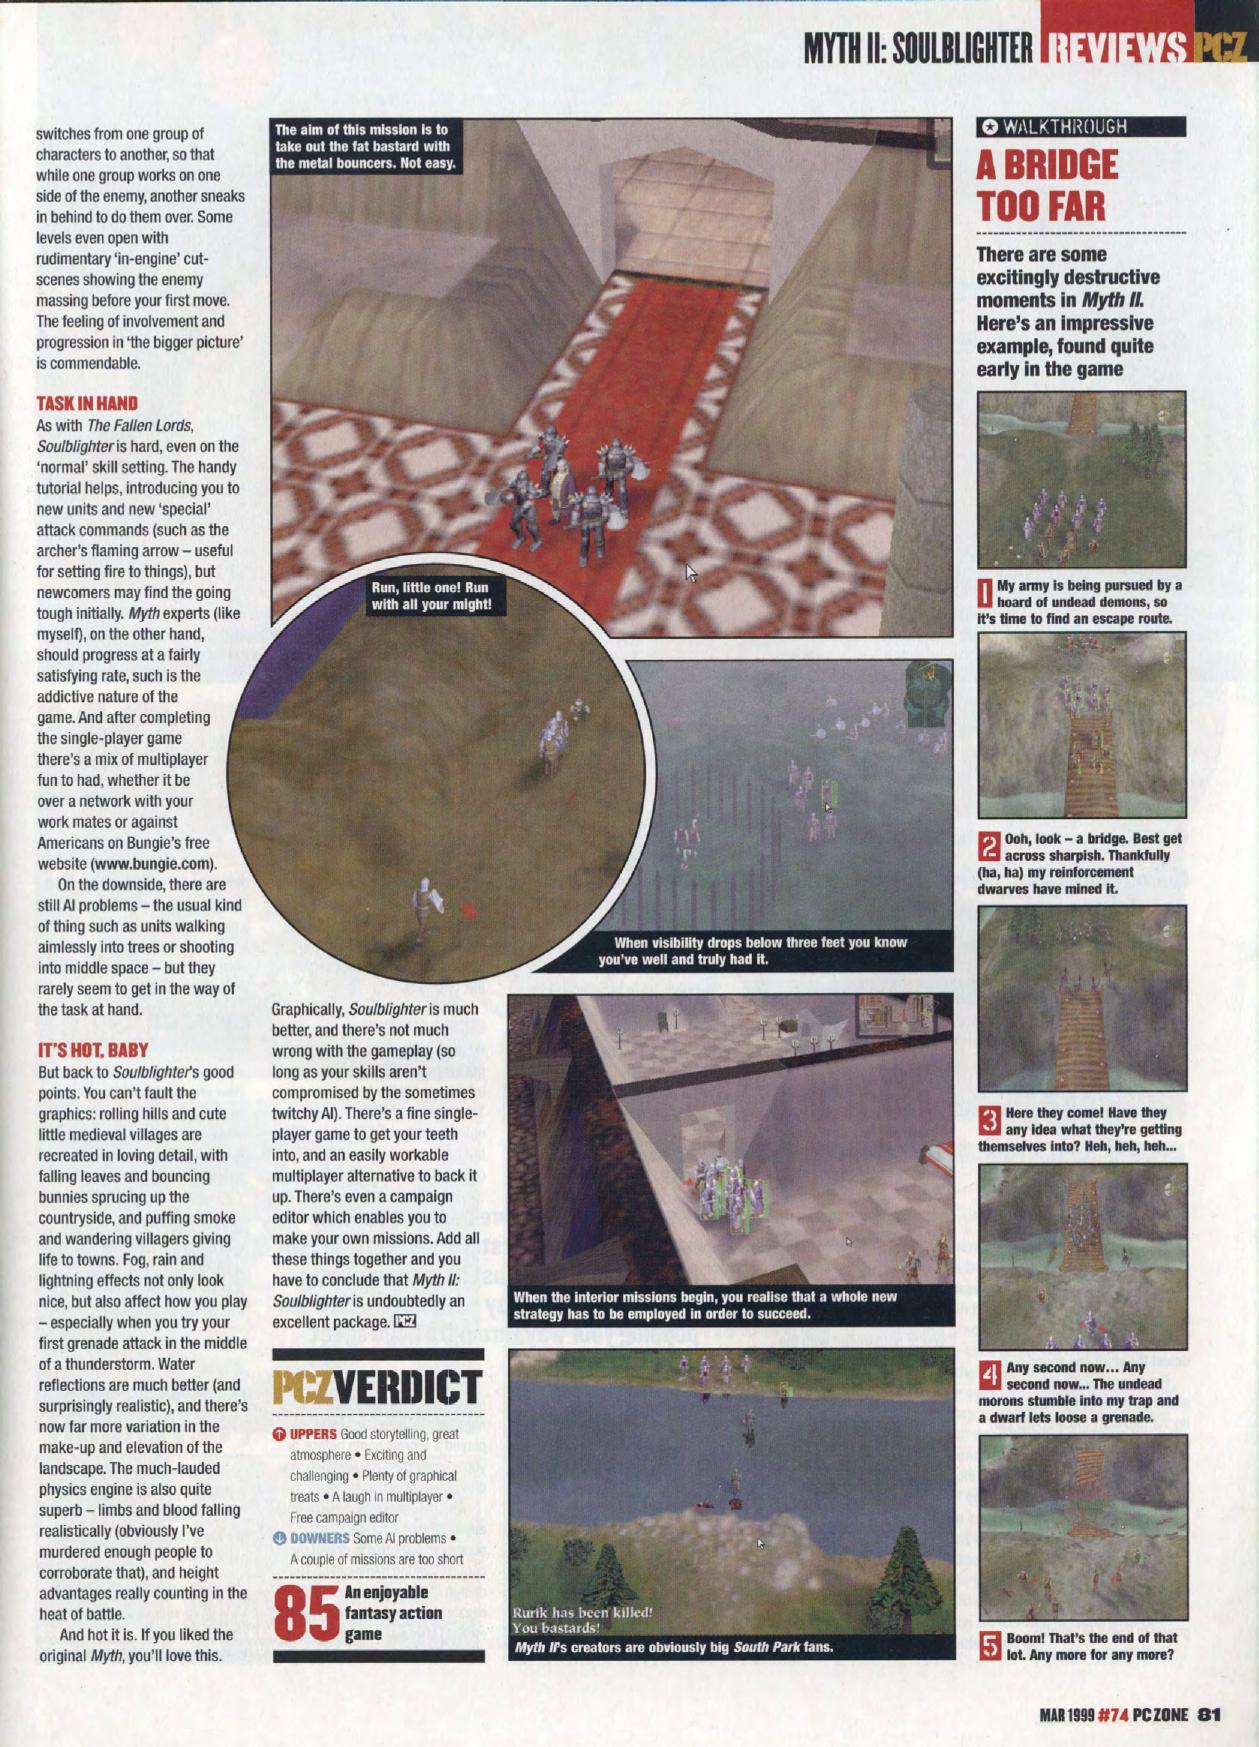 MYTH II: SOULBLIGHTER REVIEWS PCZ
switches from one group of
characters to another, so that
while one group works on one
side of the enemy, another sneaks
in behind to do them over. Some
levels even open with
rudimentary 'in-engine' cut-
scenes showing the enemy
massing before your first move.
The feeling of involvement and
progression in 'the bigger picture'
is commendable.
TASK IN HAND
As with The Fallen Lords,
Soulblighter is hard, even on the
'normal' skill setting. The handy
tutorial helps, introducing you to
new units and new 'special'
attack commands (such as the
archer's flaming arrow – useful
for setting fire to things), but
newcomers may find the going
tough initially. Myth experts (like
myself), on the other hand,
should progress at a fairly
satisfying rate, such is the
addictive nature of the
game. And after completing
the single-player game
there's a mix of multiplayer
fun to had, whether it be
over a network with your
work mates or against
Americans on Bungie's free
website (www.bungie.com).
On the downside, there are
still AI problems – the usual kind
of thing such as units walking
aimlessly into trees or shooting
into middle space – but they
rarely seem to get in the way of
the task at hand.
IT'S HOT, BABY
But back to Soulblighter's good
points. You can't fault the
graphics: rolling hills and cute
little medieval villages are
recreated in loving detail, with
falling leaves and bouncing
bunnies sprucing up the
countryside, and puffing smoke
and wandering villagers giving
life to towns. Fog, rain and
lightning effects not only look
nice, but also affect how you play
– especially when you try your
first grenade attack in the middle
of a thunderstorm. Water
reflections are much better (and
surprisingly realistic), and there's
now far more variation in the
make-up and elevation of the
landscape. The much-lauded
physics engine is also quite
superb – limbs and blood falling
realistically (obviously I've
murdered enough people to
corroborate that), and height
advantages really counting in the
heat of battle.
And hot it is. If you liked the
original Myth, you'll love this.
Graphically, Soulblighter is much
better, and there's not much
wrong with the gameplay (so
long as your skills aren't
compromised by the sometimes
twitchy AI). There's a fine single-
player game to get your teeth
into, and an easily workable
multiplayer alternative to back it
up. There's even a campaign
editor which enables you to
make your own missions. Add all
these things together and you
have to conclude that Myth II:
Soulblighter is undoubtedly an
excellent package. PCZ
PCZVERDICT
UPPERS Good storytelling, great
atmosphere • Exciting and
challenging • Plenty of graphical
treats • A laugh in multiplayer •
Free campaign editor
DOWNERS Some AI problems •
A couple of missions are too short
85 An enjoyable
fantasy action
game
The aim of this mission is to
take out the fat bastard with
the metal bouncers. Not easy.
Run, little one! Run
with all your might!
When visibility drops below three feet you know
you've well and truly had it.
When the interior missions begin, you realise that a whole new
strategy has to be employed in order to succeed.
Rurik has been killed!
You bastards!
Myth II's creators are obviously big South Park fans.
WALKTHROUGH
A BRIDGE
TOO FAR
There are some
excitingly destructive
moments in Myth II.
Here's an impressive
example, found quite
early in the game
1 My army is being pursued by a
hoard of undead demons, so
it's time to find an escape route.
2 Ooh, look – a bridge. Best get
across sharpish. Thankfully
(ha, ha) my reinforcement
dwarves have mined it.
3 Here they come! Have they
any idea what they're getting
themselves into? Heh, heh, heh...
4 Any second now... Any
second now... The undead
morons stumble into my trap and
a dwarf lets loose a grenade.
5 Boom! That's the end of that
lot. Any more for any more?
MAR 1999 #74 PC ZONE 81